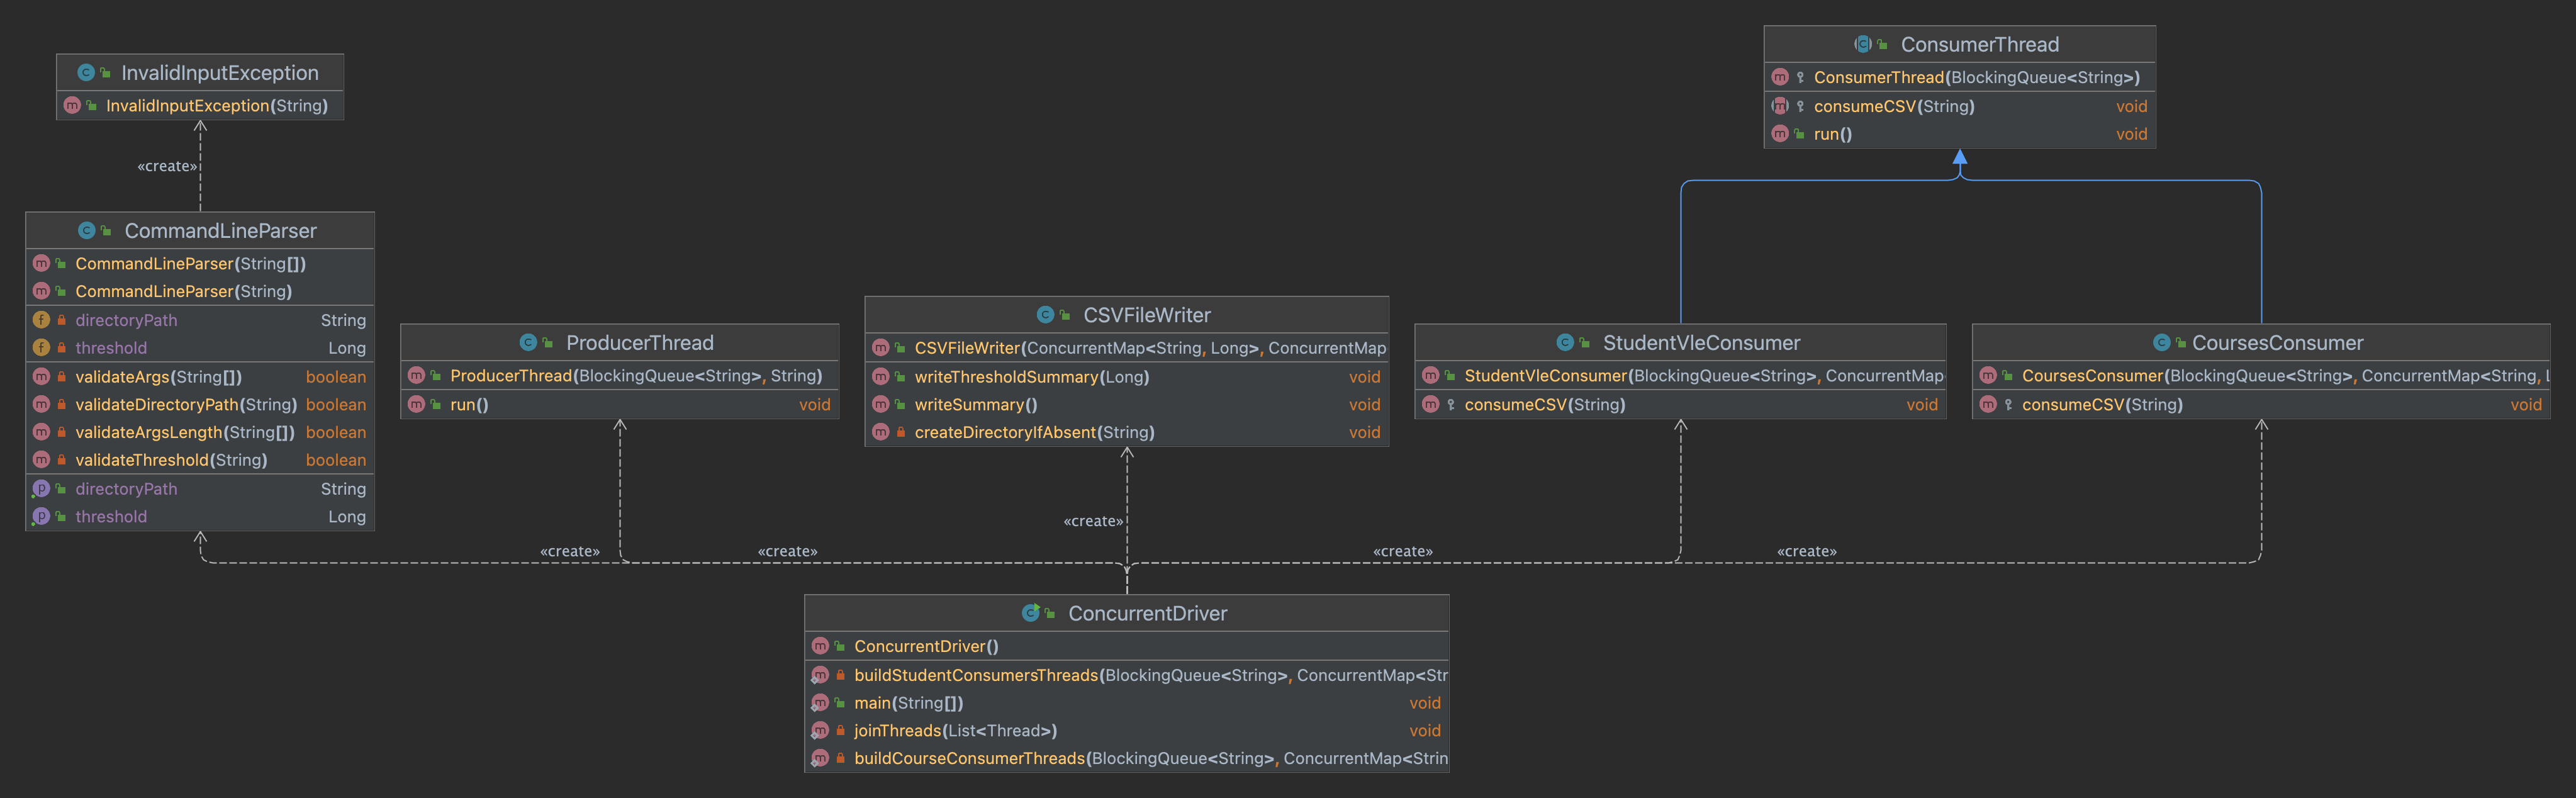 InvalidInputException
InvalidInputException(String)
«create»
CommandLineParser
CommandLineParser(String[])
CommandLineParser(String)
directoryPath String
threshold Long
validateArgs(String[]) boolean
validateDirectoryPath(String) boolean
validateArgsLength(String[]) boolean
validateThreshold(String) boolean
directoryPath String
threshold Long
ProducerThread
ProducerThread(BlockingQueue<String>, String)
run() void
CSVFileWriter
CSVFileWriter(ConcurrentMap<String, Long>, ConcurrentMap
writeThresholdSummary(Long) void
writeSummary() void
createDirectoryIfAbsent(String) void
ConsumerThread
ConsumerThread(BlockingQueue<String>)
consumeCSV(String) void
run() void
StudentVleConsumer
StudentVleConsumer(BlockingQueue<String>, ConcurrentMap
consumeCSV(String) void
CoursesConsumer
CoursesConsumer(BlockingQueue<String>, ConcurrentMap<String, L
consumeCSV(String) void
«create»
«create»
«create»
«create»
«create»
ConcurrentDriver
ConcurrentDriver()
buildStudentConsumersThreads(BlockingQueue<String>, ConcurrentMap<Str
main(String[]) void
joinThreads(List<Thread>) void
buildCourseConsumerThreads(BlockingQueue<String>, ConcurrentMap<Strin